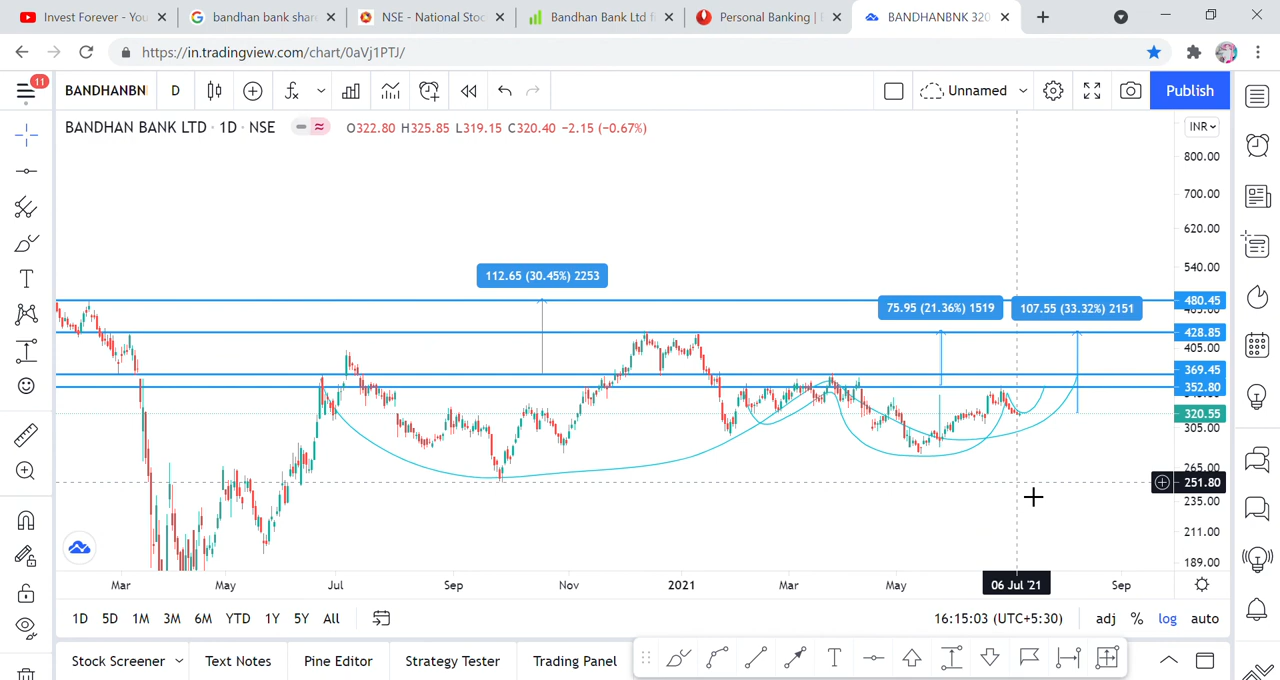 Invest Forever - You
bandhan bank shar
NSE - National Stoc
Bandhan Bank Ltd f
Personal Banking |
BANDHANBNK 320
https://in.tradingview.com/chart/0aVj1PTJ/
11
BANDHANBN
D
Unnamed
Publish
BANDHAN BANK LTD · 1D · NSE
O322.80 H325.85 L319.15 C320.40 −2.15 (−0.67%)
INR
800.00
700.00
620.00
540.00
112.65 (30.45%) 2253
75.95 (21.36%) 1519
107.55 (33.32%) 2151
480.45
428.85
405.00
369.45
352.80
320.55
305.00
265.00
251.80
235.00
211.00
189.00
Mar
May
Jul
Sep
Nov
2021
Mar
May
06 Jul '21
Sep
1D
5D
1M
3M
6M
YTD
1Y
5Y
All
16:15:03 (UTC+5:30)
adj
%
log
auto
Stock Screener
Text Notes
Pine Editor
Strategy Tester
Trading Panel